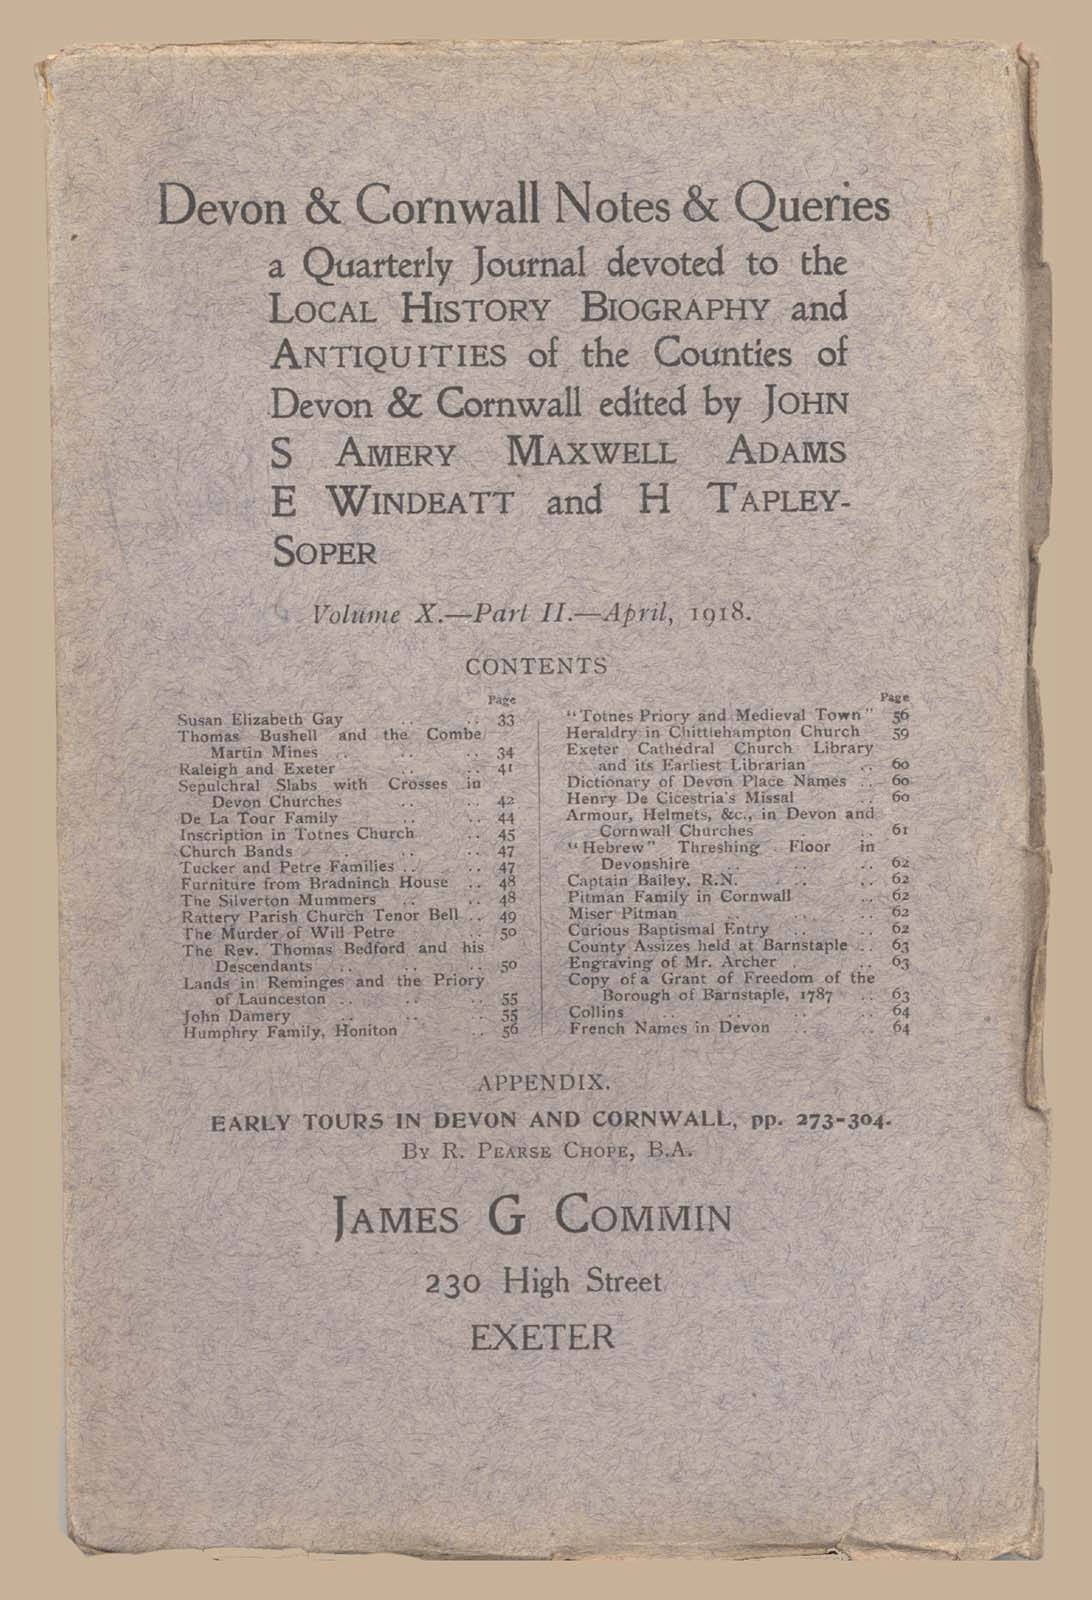 Devon & Cornwall Notes & Queries
a Quarterly Journal devoted to the
LOCAL HISTORY BIOGRAPHY and
ANTIQUITIES of the Counties of
Devon & Cornwall edited by JOHN
S AMERY MAXWELL ADAMS
E WINDEATT and H TAPLEY-
SOPER
Volume X.—Part II.—April, 1918.
CONTENTS
Page
Susan Elizabeth Gay .. .. 33
Thomas Bushell and the Combe
Martin Mines .. .. .. 34
Raleigh and Exeter .. .. 41
Sepulchral Slabs with Crosses in
Devon Churches .. .. 42
De La Tour Family .. .. 44
Inscription in Totnes Church .. 45
Church Bands .. .. .. 47
Tucker and Petre Families .. .. 47
Furniture from Bradninch House .. 48
The Silverton Mummers .. .. 48
Rattery Parish Church Tenor Bell .. 49
The Murder of Will Petre .. 50
The Rev. Thomas Bedford and his
Descendants .. .. .. 50
Lands in Reminges and the Priory
of Launceston .. .. .. 55
John Damery .. .. .. 55
Humphry Family, Honiton .. 56
Page
"Totnes Priory and Medieval Town" 56
Heraldry in Chittlehampton Church 59
Exeter Cathedral Church Library
and its Earliest Librarian .. 60
Dictionary of Devon Place Names .. 60
Henry De Cicestria's Missal .. 60
Armour, Helmets, &c., in Devon and
Cornwall Churches .. .. 61
"Hebrew" Threshing Floor in
Devonshire .. .. .. 62
Captain Bailey, R.N. .. .. 62
Pitman Family in Cornwall .. 62
Miser Pitman .. .. .. 62
Curious Baptismal Entry .. .. 62
County Assizes held at Barnstaple .. 63
Engraving of Mr. Archer .. .. 63
Copy of a Grant of Freedom of the
Borough of Barnstaple, 1787 .. 63
Collins .. .. .. .. 64
French Names in Devon .. .. 64
APPENDIX.
EARLY TOURS IN DEVON AND CORNWALL, pp. 273-304.
BY R. PEARSE CHOPE, B.A.
JAMES G COMMIN
230 High Street
EXETER